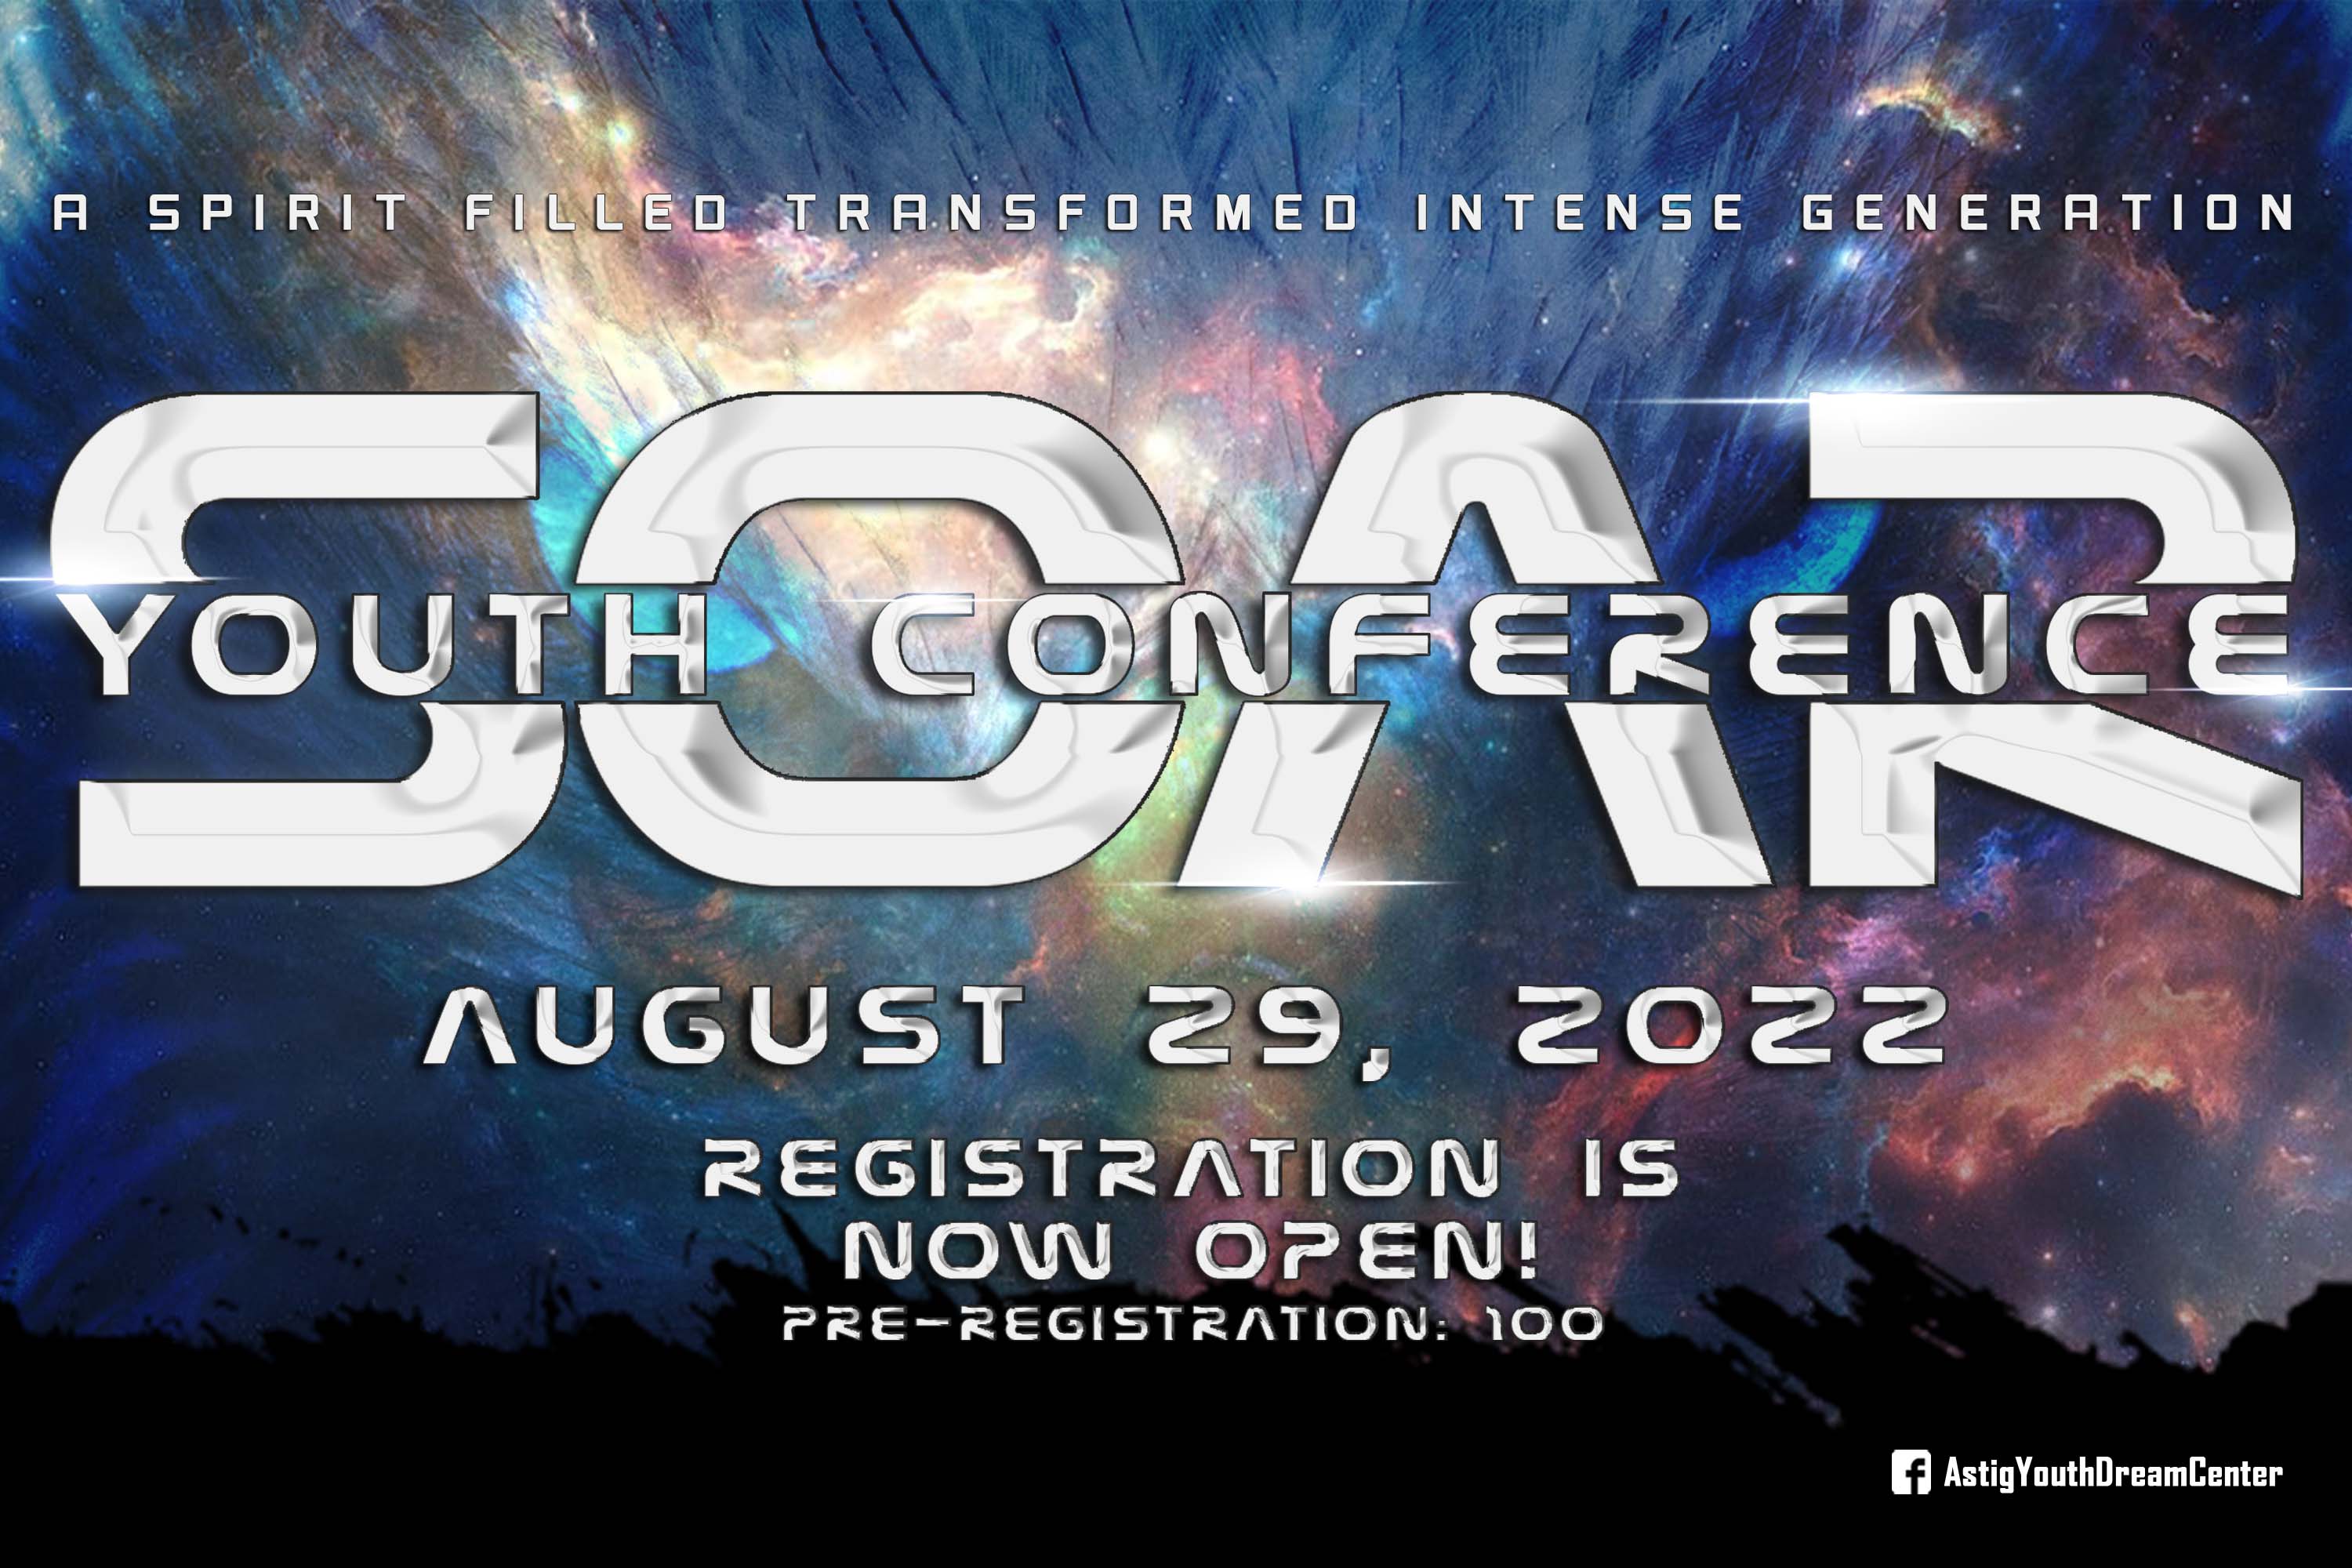 A SPIRIT FILLED TRANSFORMED INTENSE GENERATION
SOAR
YOUTH CONFERENCE
AUGUST 29, 2022
REGISTRATION IS
NOW OPEN!
PRE-REGISTRATION: 100
AstigYouthDreamCenter